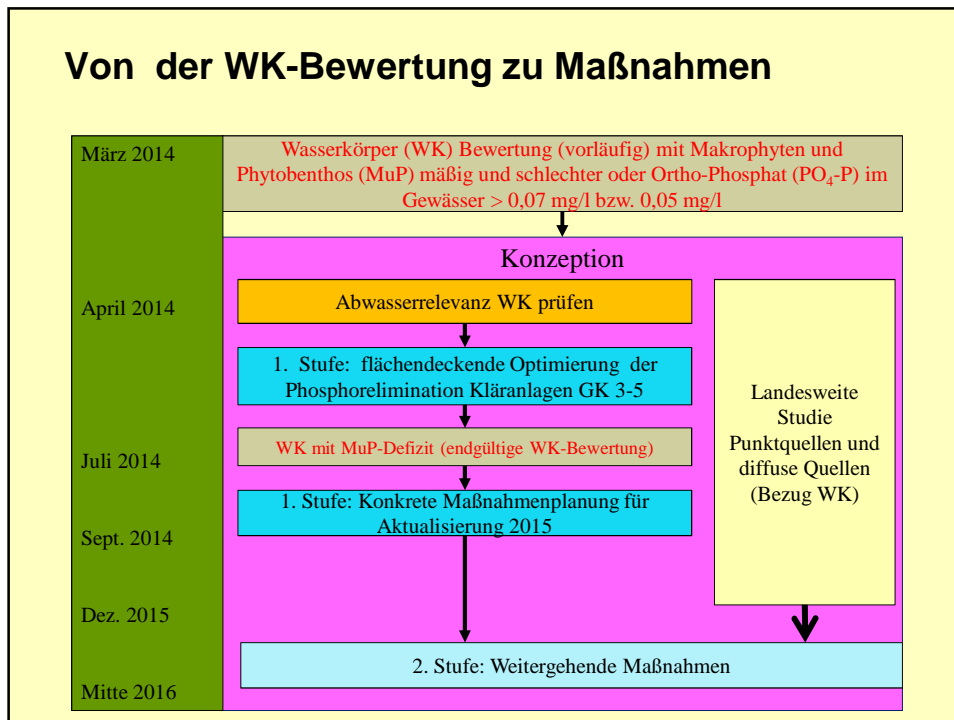 Von der WK-Bewertung zu Maßnahmen
März 2014
Wasserkörper (WK) Bewertung (vorläufig) mit Makrophyten und
Phytobenthos (MuP) mäßig und schlechter oder Ortho-Phosphat (PO₄-P) im
Gewässer > 0,07 mg/l bzw. 0,05 mg/l
Konzeption
April 2014
Abwasserrelevanz WK prüfen
1. Stufe: flächendeckende Optimierung der
Phosphorelimination Kläranlagen GK 3-5
Juli 2014
WK mit MuP-Defizit (endgültige WK-Bewertung)
1. Stufe: Konkrete Maßnahmenplanung für
Aktualisierung 2015
Sept. 2014
Landesweite
Studie
Punktquellen und
diffuse Quellen
(Bezug WK)
Dez. 2015
2. Stufe: Weitergehende Maßnahmen
Mitte 2016